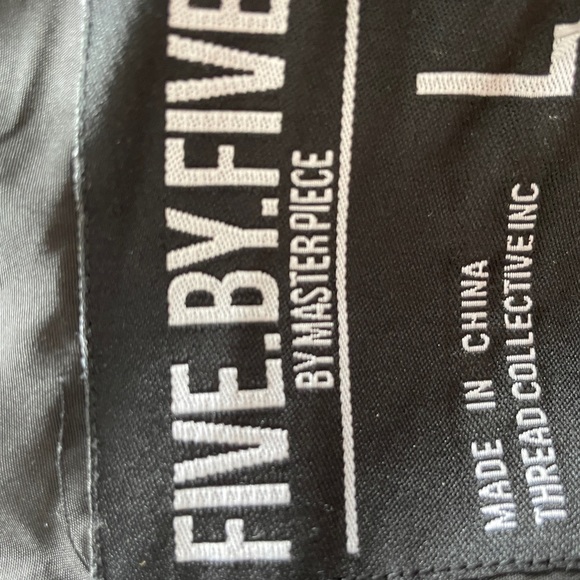 FIVE.BY.FIVE
BY MASTERPIECE
L
MADE IN CHINA
THREAD COLLECTIVE INC